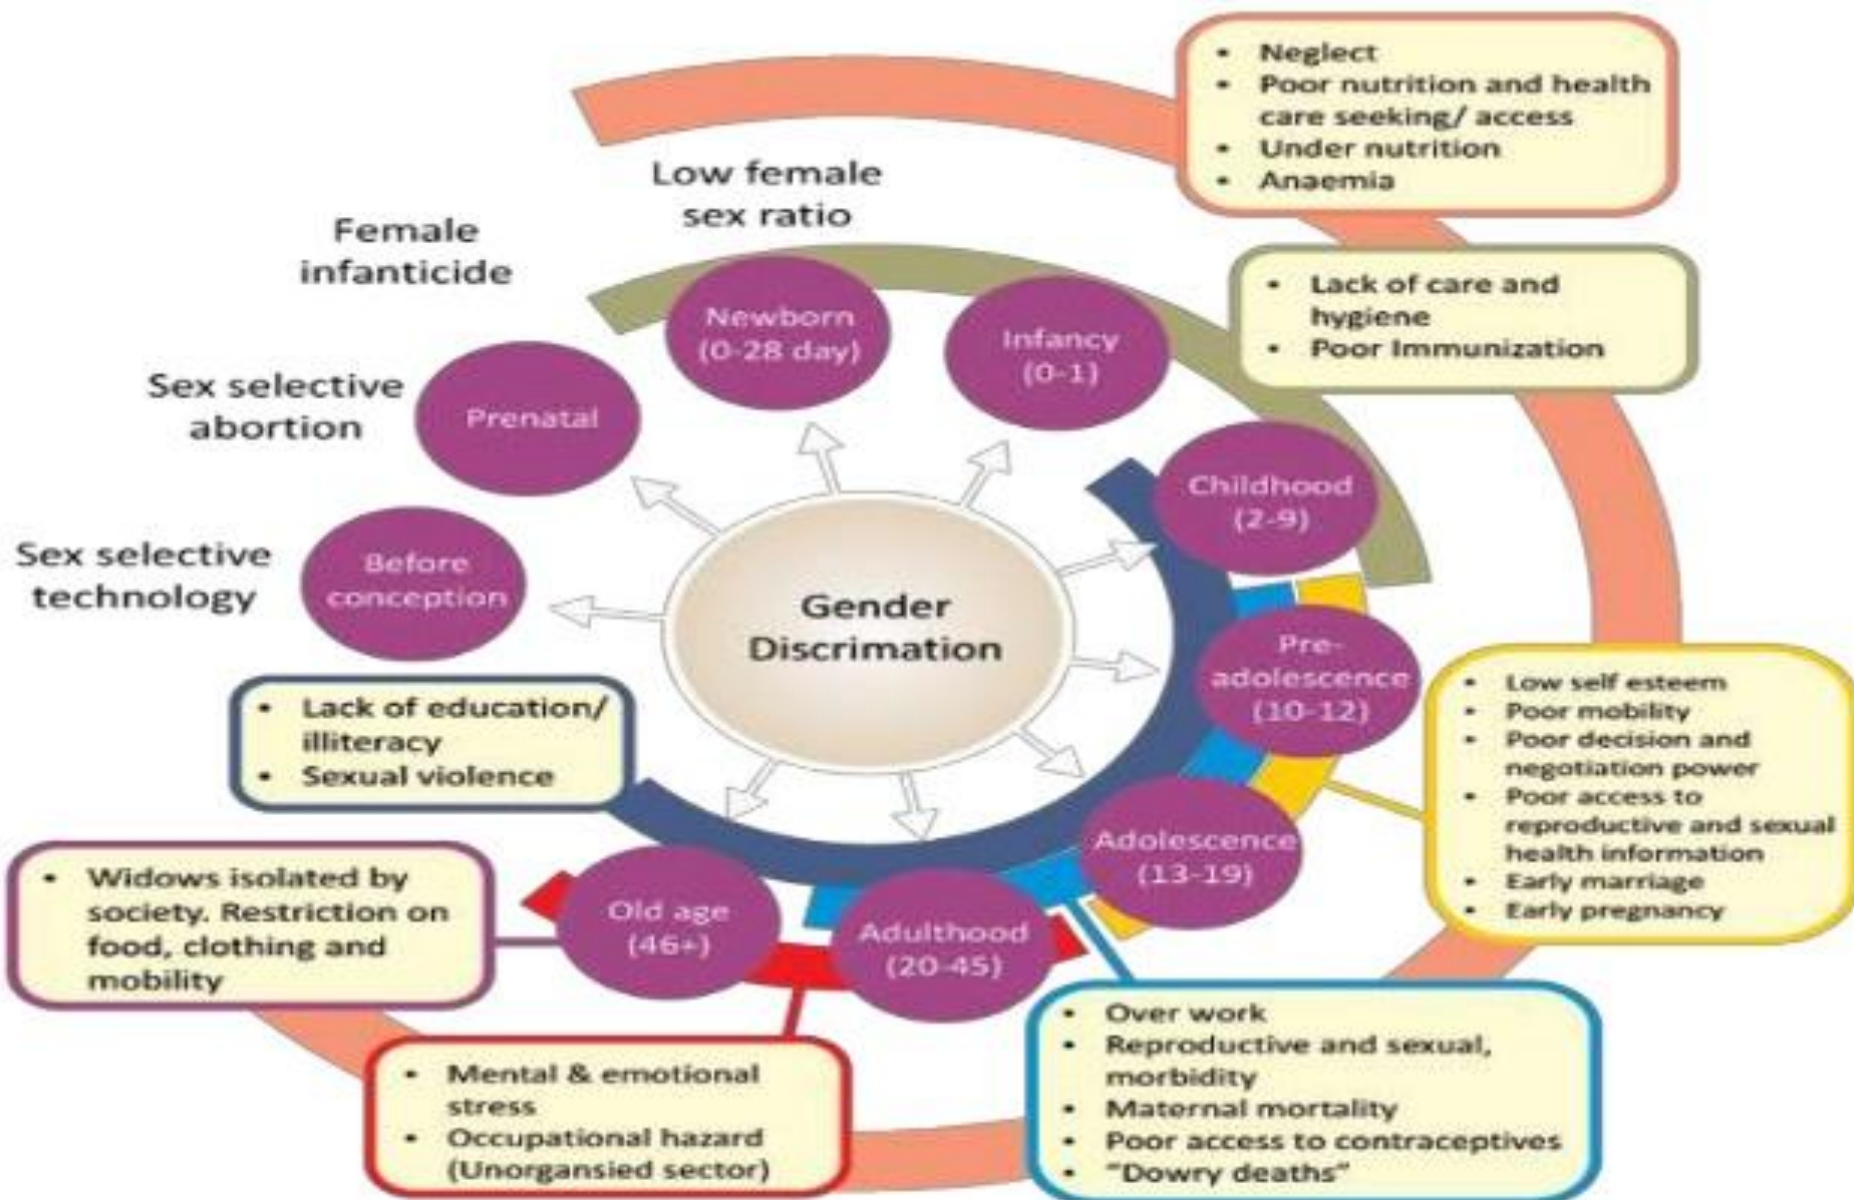 • Neglect
• Poor nutrition and health
care seeking/ access
• Under nutrition
• Anaemia
Low female
sex ratio
Female
infanticide
• Lack of care and
hygiene
• Poor Immunization
Newborn
(0-28 day)
Infancy
(0-1)
Sex selective
abortion
Prenatal
Childhood
(2-9)
Sex selective
technology
Before
conception
Gender
Discrimation
Pre-
adolescence
(10-12)
• Low self esteem
• Poor mobility
• Poor decision and
negotiation power
• Poor access to
reproductive and sexual
health information
• Early marriage
• Early pregnancy
• Lack of education/
illiteracy
• Sexual violence
Adolescence
(13-19)
• Widows isolated by
society. Restriction on
food, clothing and
mobility
Old age
(46+)
Adulthood
(20-45)
• Mental & emotional
stress
• Occupational hazard
(Unorgansied sector)
• Over work
• Reproductive and sexual,
morbidity
• Maternal mortality
• Poor access to contraceptives
• "Dowry deaths"